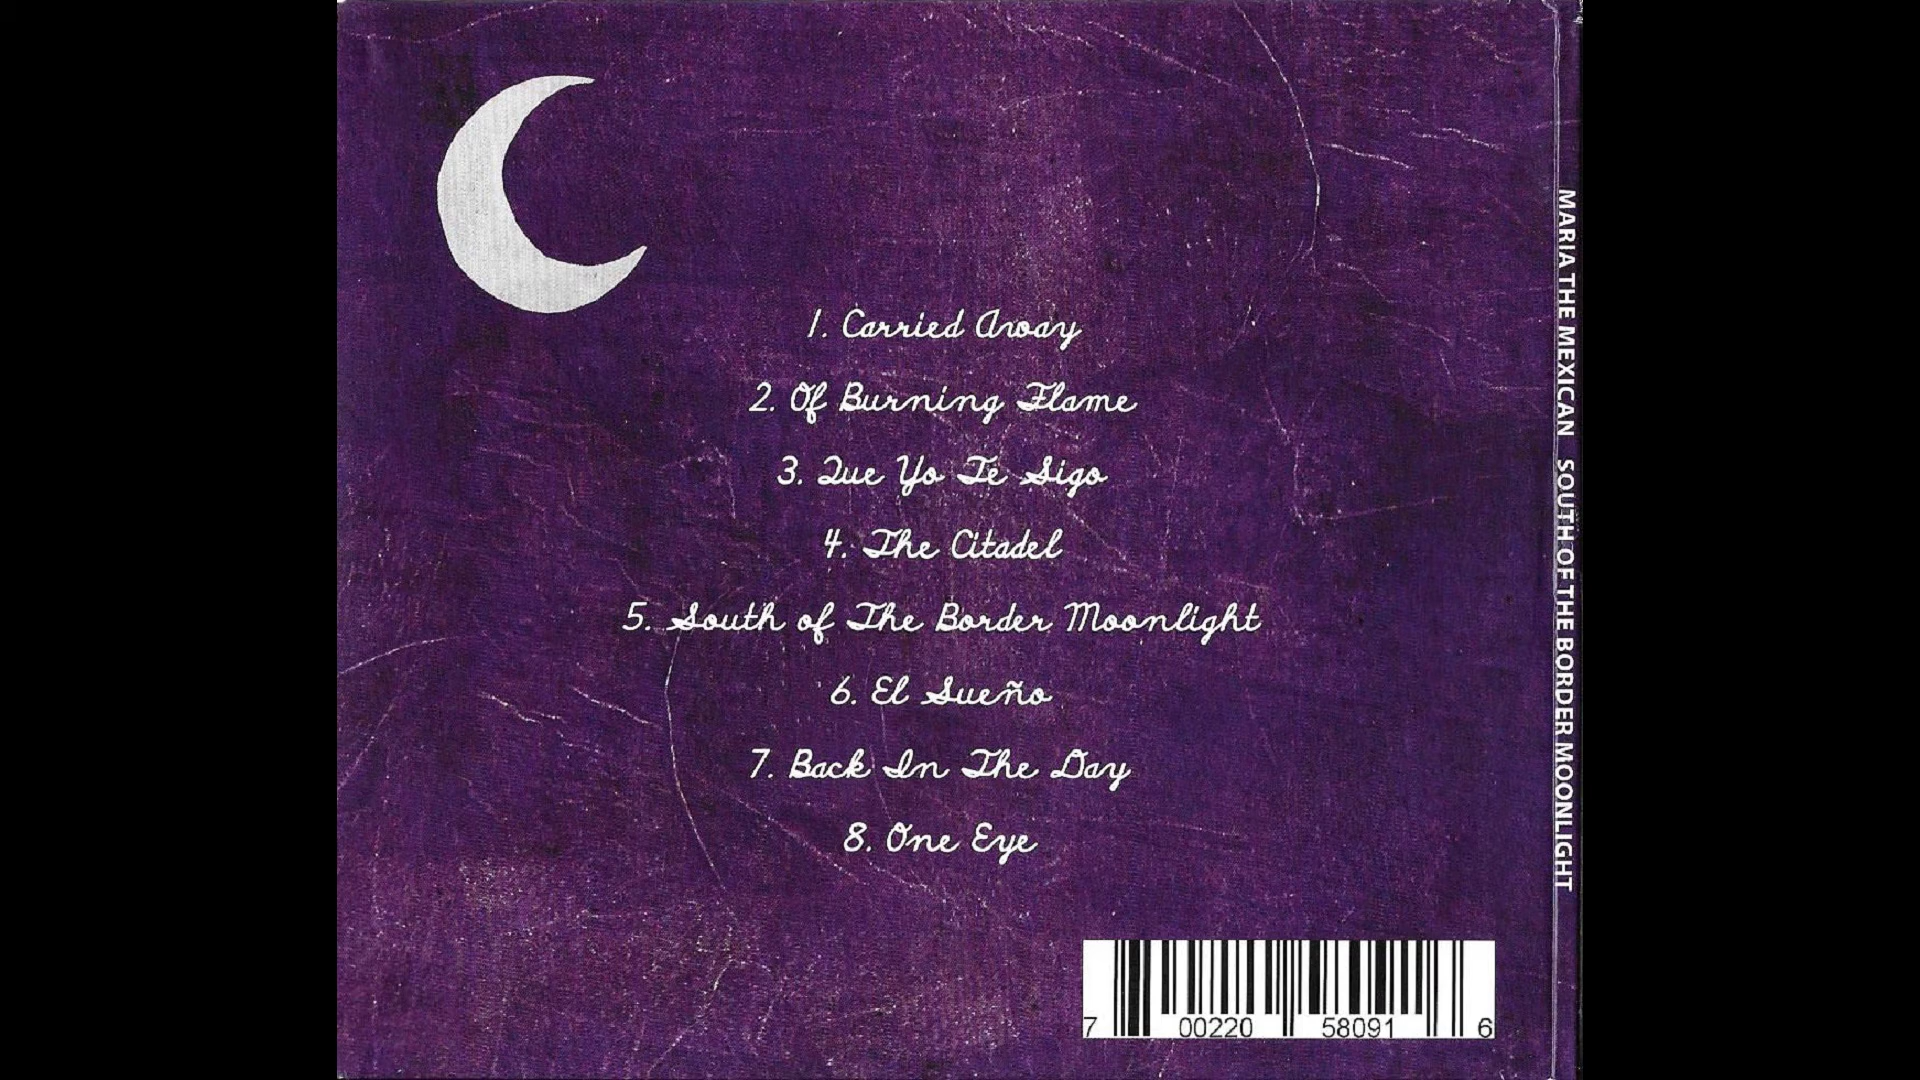 1. Carried Away
2. Of Burning Flame
3. Que Yo Te Sigo
4. The Citadel
5. South of The Border Moonlight
6. El Sueño
7. Back In The Day
8. One Eye
7 00220 58091 6
MARIA THE MEXICAN SOUTH OF THE BORDER MOONLIGHT